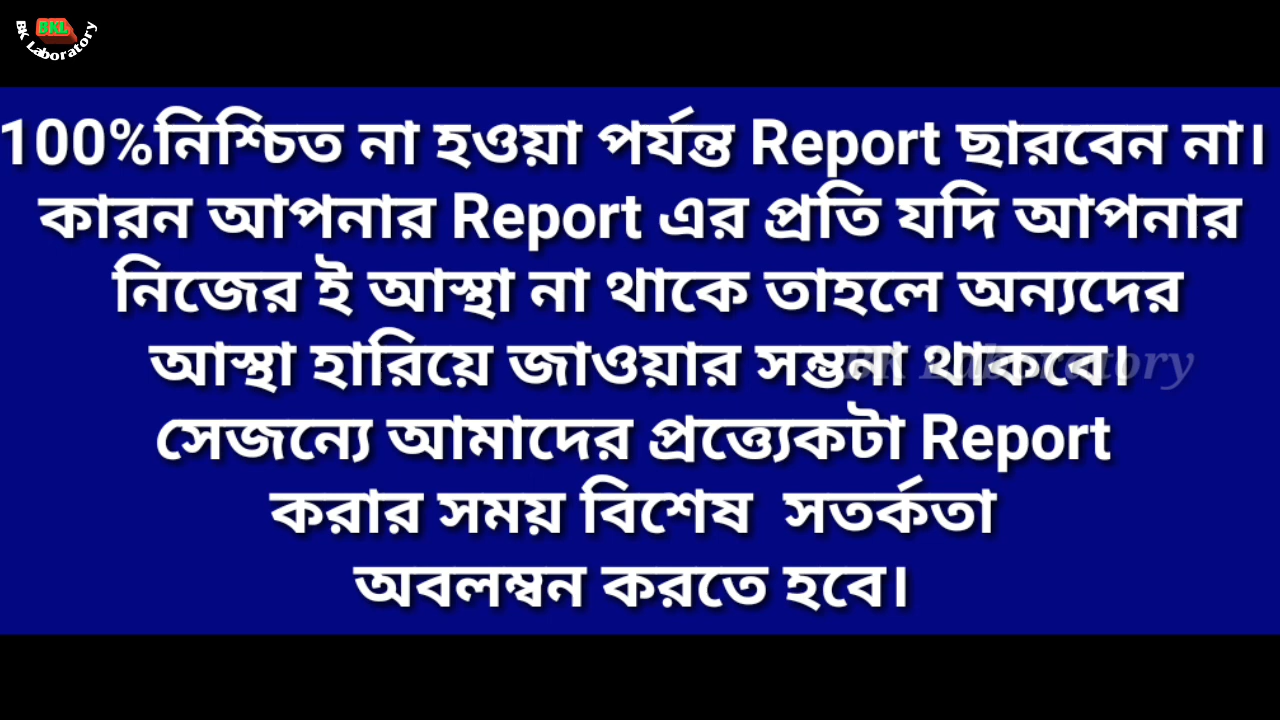 BKL
BK Laboratory
100%নিশ্চিত না হওয়া পর্যন্ত Report ছারবেন না।
কারন আপনার Report এর প্রতি যদি আপনার
নিজের ই আস্থা না থাকে তাহলে অন্যদের
আস্থা হারিয়ে জাওয়ার সম্ভনা থাকবে।
BK Laboratory
সেজন্যে আমাদের প্রত্ত্যেকটা Report
করার সময় বিশেষ সতর্কতা
অবলম্বন করতে হবে।